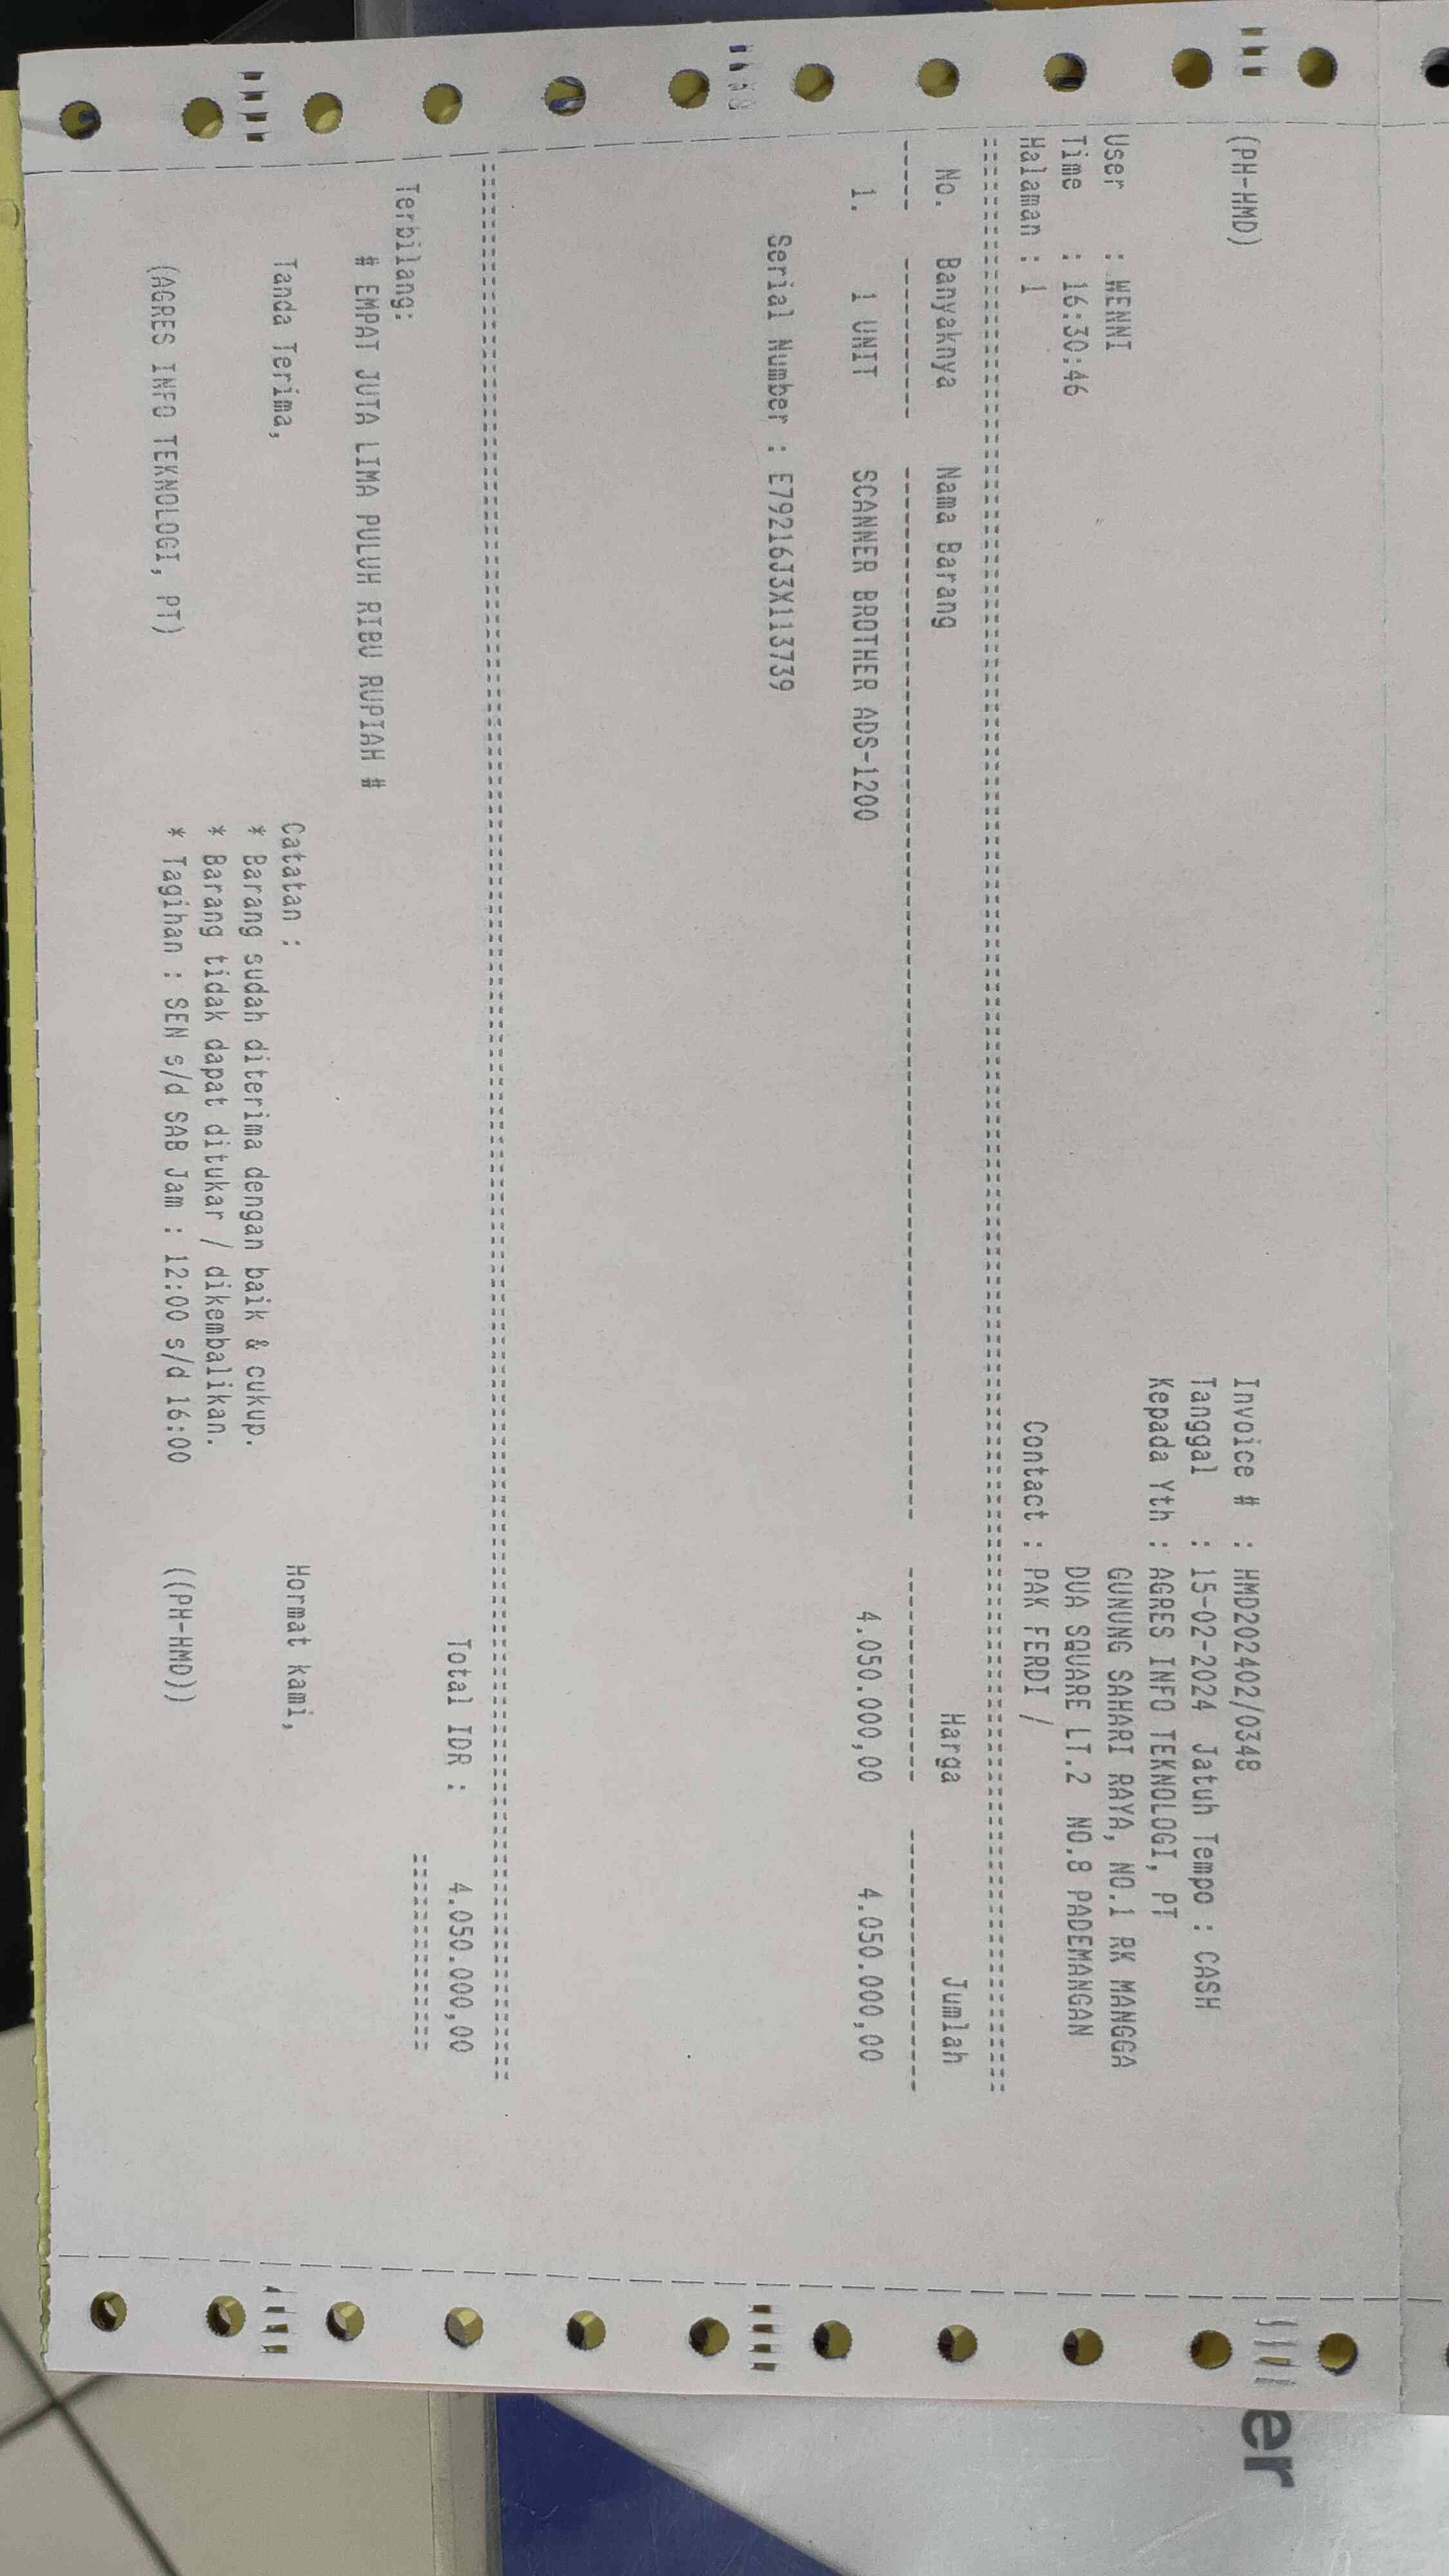 (PH-HMD)
Invoice # : HMD202402/0348
Tanggal : 15-02-2024 Jatuh Tempo : CASH
Kepada Yth : AGRES INFO TEKNOLOGI, PT
User : WENNI
GUNUNG SAHARI RAYA, NO.1 RK MANGGA
Time : 16:30:46
DUA SQUARE LT.2 NO.8 PADEMANGAN
Halaman : 1
Contact : PAK FERDI /
No. Banyaknya Nama Barang Harga Jumlah
1. 1 UNIT SCANNER BROTHER ADS-1200 4.050.000,00 4.050.000,00
Serial Number : E79216J3X113739
Total IDR : 4.050.000,00
Terbilang:
# EMPAT JUTA LIMA PULUH RIBU RUPIAH #
Tanda Terima,
Catatan :
Hormat kami,
* Barang sudah diterima dengan baik & cukup.
* Barang tidak dapat ditukar / dikembalikan.
* Tagihan : SEN s/d SAB Jam : 12:00 s/d 16:00
(AGRES INFO TEKNOLOGI, PT)
((PH-HMD))
er